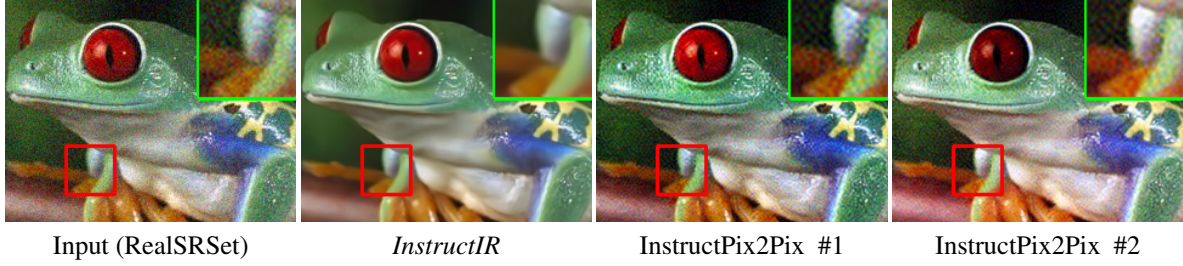 Input (RealSRSet)
InstructIR
InstructPix2Pix #1
InstructPix2Pix #2